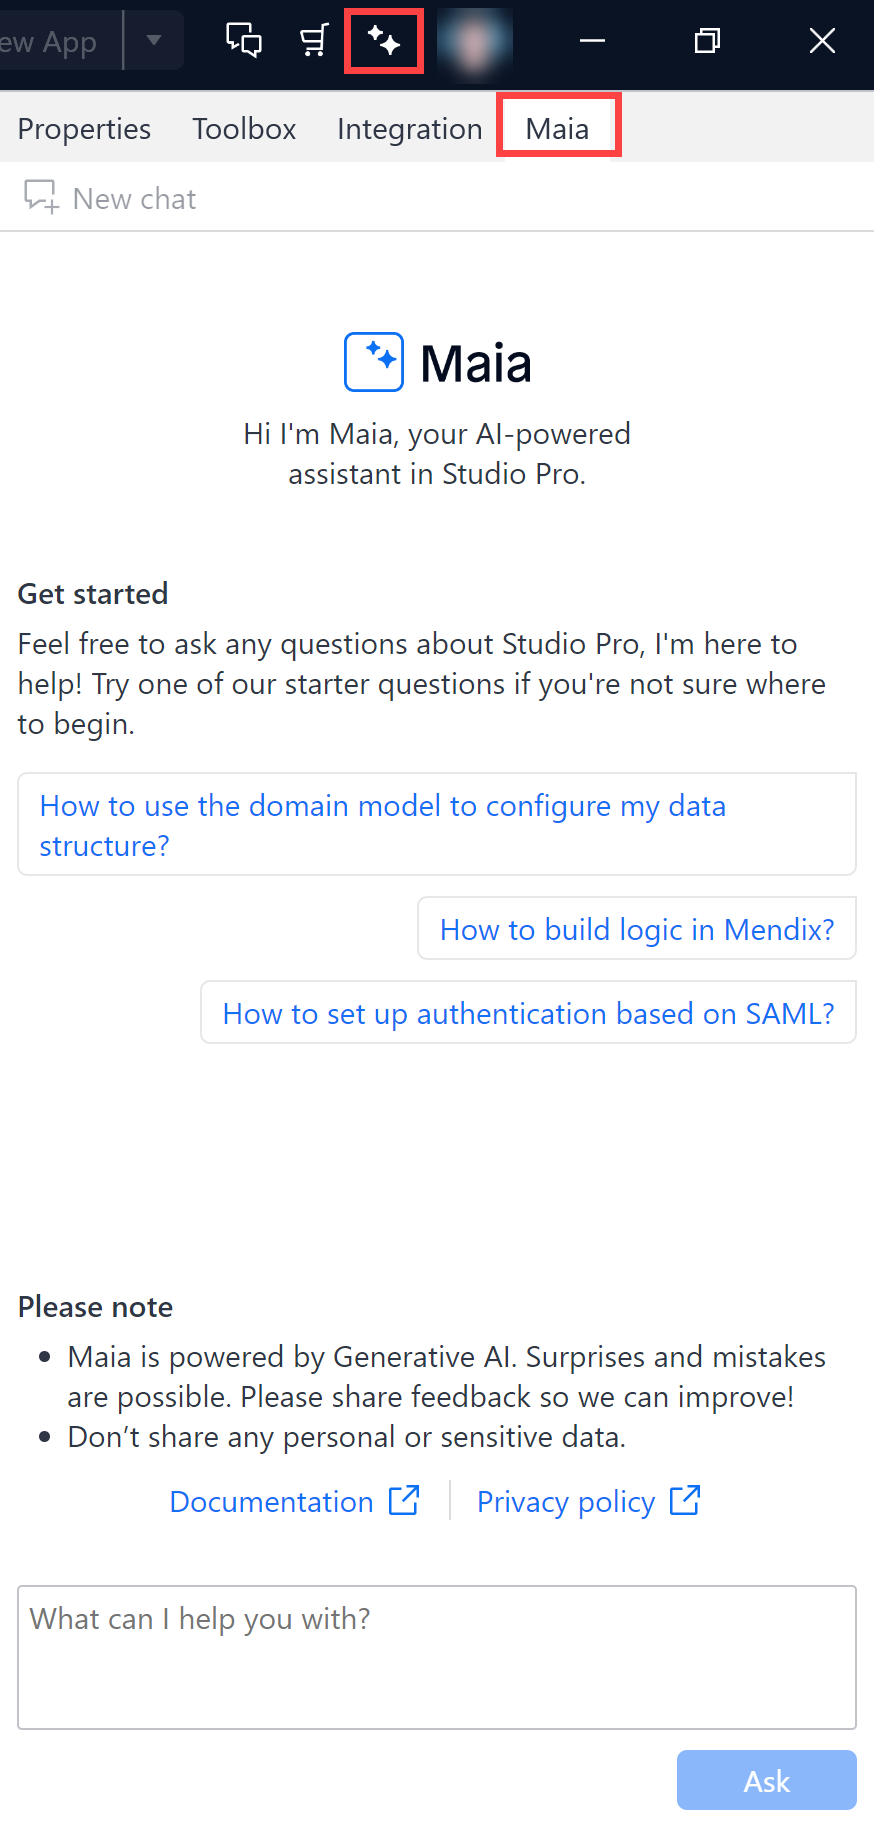 ew App
Properties Toolbox Integration Maia
New chat
Maia
Hi I'm Maia, your AI-powered
assistant in Studio Pro.
Get started
Feel free to ask any questions about Studio Pro, I'm here to
help! Try one of our starter questions if you're not sure where
to begin.
How to use the domain model to configure my data
structure?
How to build logic in Mendix?
How to set up authentication based on SAML?
Please note
• Maia is powered by Generative AI. Surprises and mistakes
are possible. Please share feedback so we can improve!
• Don’t share any personal or sensitive data.
Documentation Privacy policy
What can I help you with?
Ask